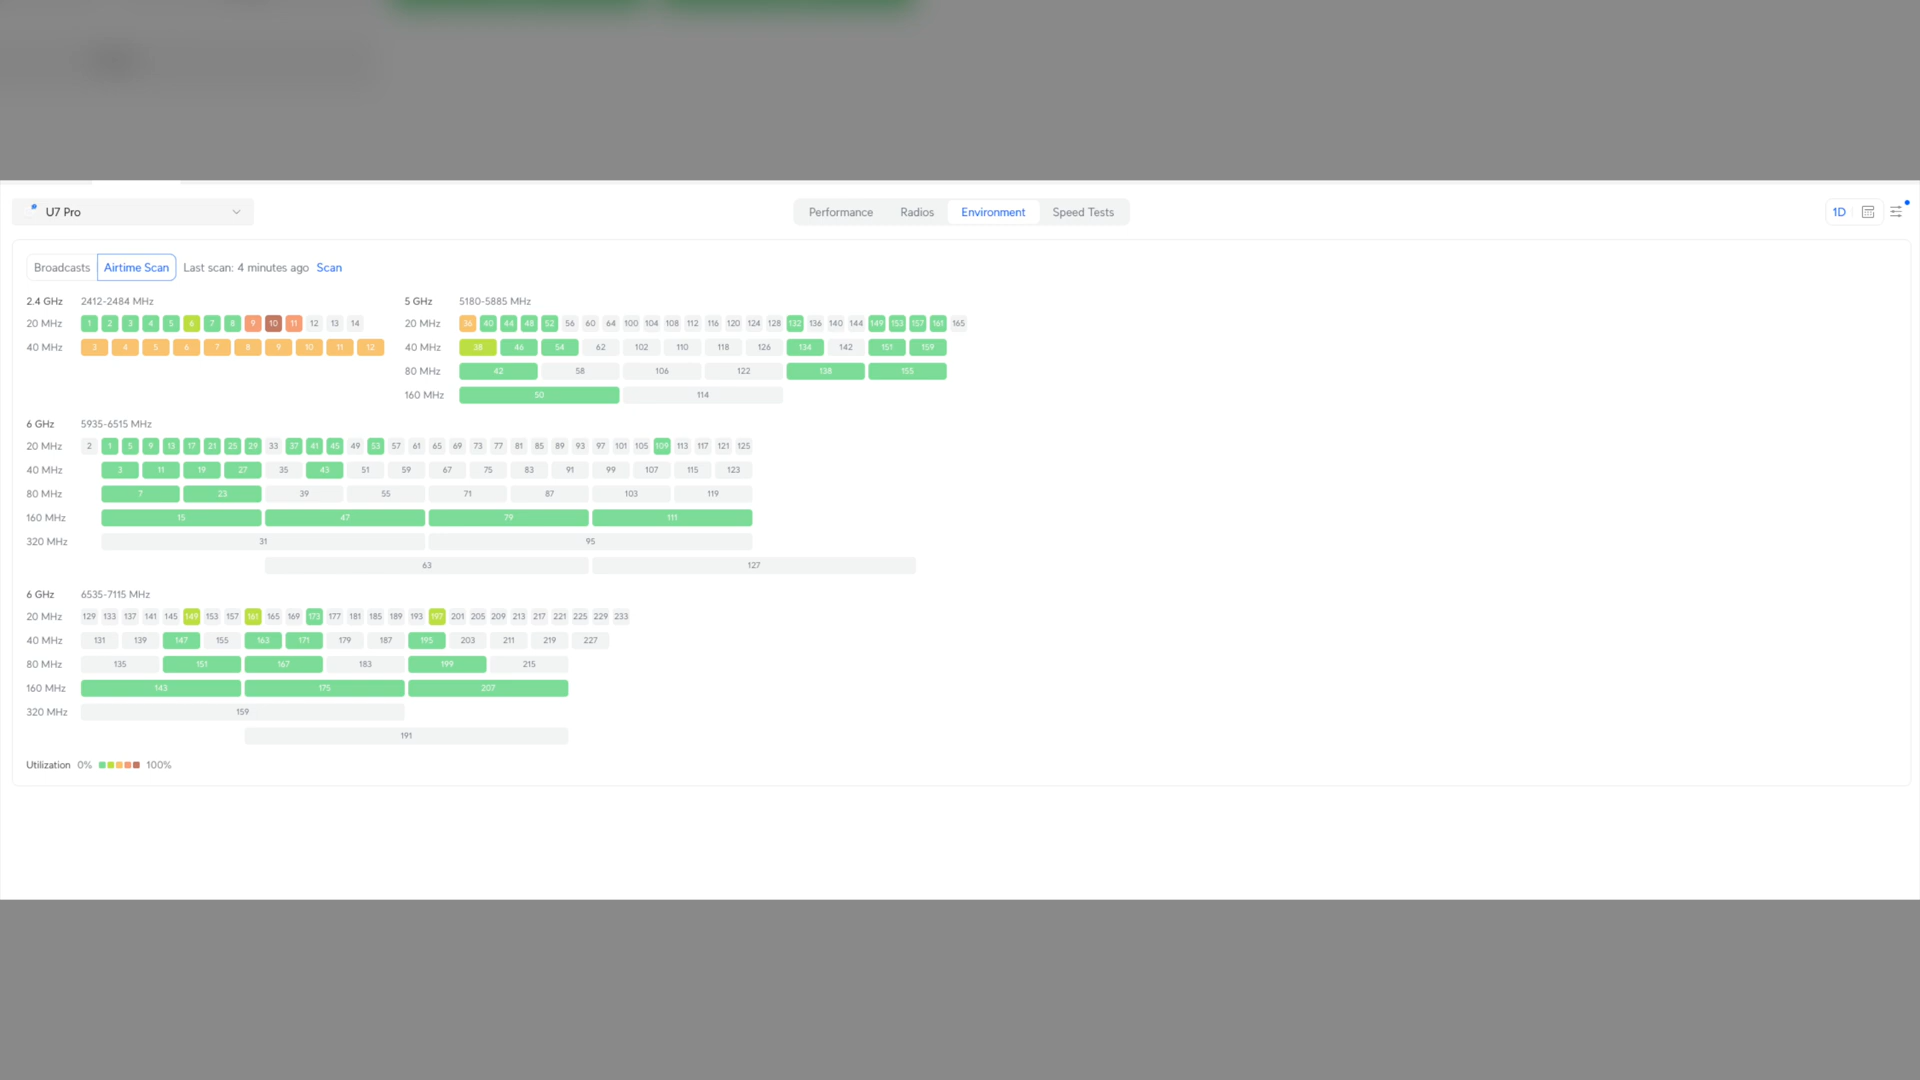 U7 Pro
Performance Radios Environment Speed Tests
1D
Broadcasts Airtime Scan Last scan: 4 minutes ago Scan
2.4 GHz 2412-2484 MHz
20 MHz 1 2 3 4 5 6 7 8 9 10 11 12 13 14
40 MHz 3 4 5 6 7 8 9 10 11 12
5 GHz 5180-5885 MHz
20 MHz 36 40 44 48 52 56 60 64 100 104 108 112 116 120 124 128 132 136 140 144 149 153 157 161 165
40 MHz 38 46 54 62 102 110 118 126 134 142 151 159
80 MHz 42 58 106 122 138 155
160 MHz 50 114
6 GHz 5935-6515 MHz
20 MHz 2 1 5 9 13 17 21 25 29 33 37 41 45 49 53 57 61 65 69 73 77 81 85 89 93 97 101 105 109 113 117 121 125
40 MHz 3 11 19 27 35 43 51 59 67 75 83 91 99 107 115 123
80 MHz 7 23 39 55 71 87 103 119
160 MHz 15 47 79 111
320 MHz 31 95
63 127
6 GHz 6535-7115 MHz
20 MHz 129 133 137 141 145 149 153 157 161 165 169 173 177 181 185 189 193 197 201 205 209 213 217 221 225 229 233
40 MHz 131 139 147 155 163 171 179 187 195 203 211 219 227
80 MHz 135 151 167 183 199 215
160 MHz 143 175 207
320 MHz 159
191
Utilization 0% 100%